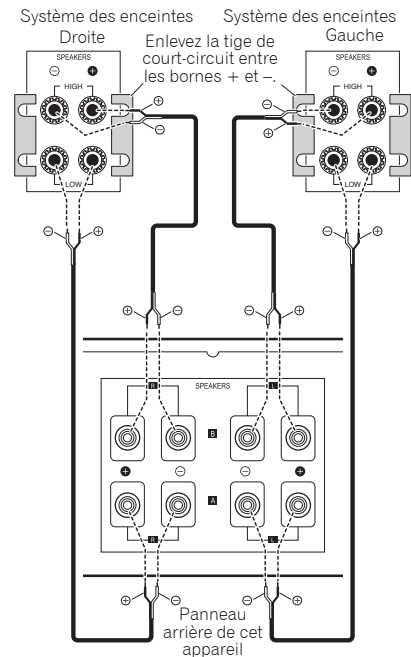 Système des enceintes
Droite
Système des enceintes
Gauche
Enlevez la tige de
court-circuit entre
les bornes + et –.
SPEAKERS
⊖ ⊕
HIGH
LOW
SPEAKERS
⊖ ⊕
HIGH
LOW
⊕
⊖
⊖
⊕
⊖ ⊕
⊖ ⊕
⊕ ⊖
⊕ ⊖
R SPEAKERS L
B
⊕ ⊖ ⊖ ⊕
A
R L
⊕ ⊖
⊖ ⊕
Panneau
arrière de cet
appareil